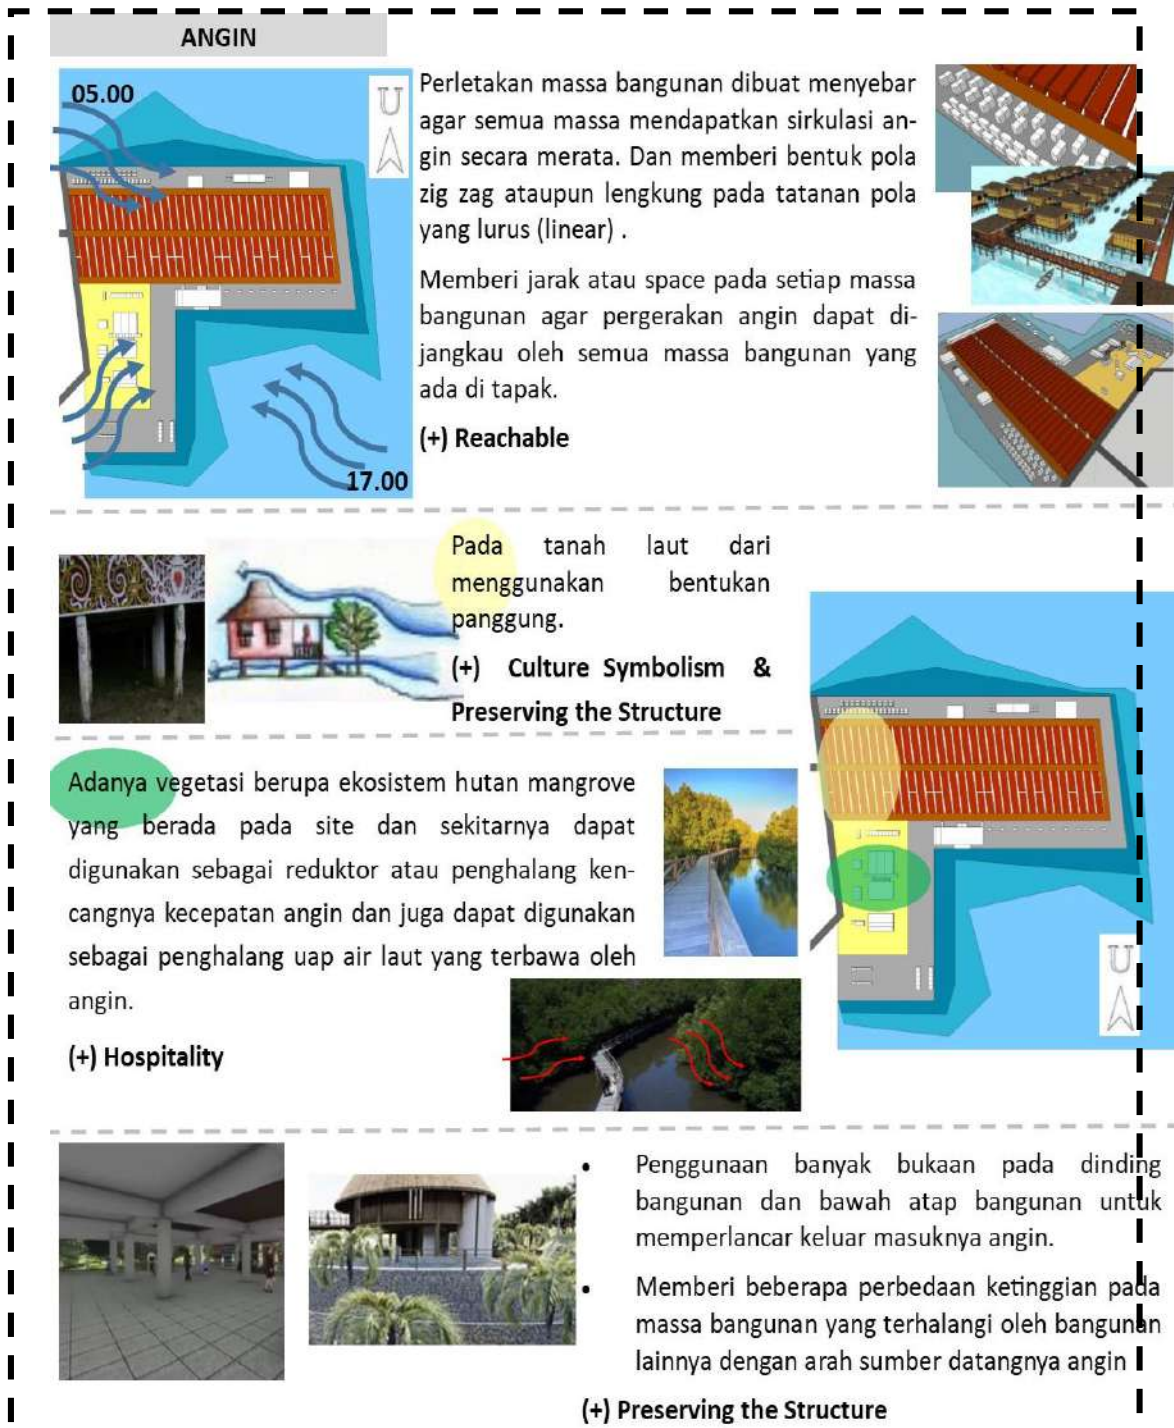 ANGIN
05.00
U
17.00
Perletakan massa bangunan dibuat menyebar
agar semua massa mendapatkan sirkulasi an-
gin secara merata. Dan memberi bentuk pola
zig zag ataupun lengkung pada tatanan pola
yang lurus (linear) .
Memberi jarak atau space pada setiap massa
bangunan agar pergerakan angin dapat di-
jangkau oleh semua massa bangunan yang
ada di tapak.
(+) Reachable
Pada tanah laut dari
menggunakan bentukan
panggung.
(+) Culture Symbolism &
Preserving the Structure
Adanya vegetasi berupa ekosistem hutan mangrove
yang berada pada site dan sekitarnya dapat
digunakan sebagai reduktor atau penghalang ken-
cangnya kecepatan angin dan juga dapat digunakan
sebagai penghalang uap air laut yang terbawa oleh
angin.
(+) Hospitality
U
• Penggunaan banyak bukaan pada dinding
bangunan dan bawah atap bangunan untuk
memperlancar keluar masuknya angin.
• Memberi beberapa perbedaan ketinggian pada
massa bangunan yang terhalangi oleh bangunan
lainnya dengan arah sumber datangnya angin
(+) Preserving the Structure